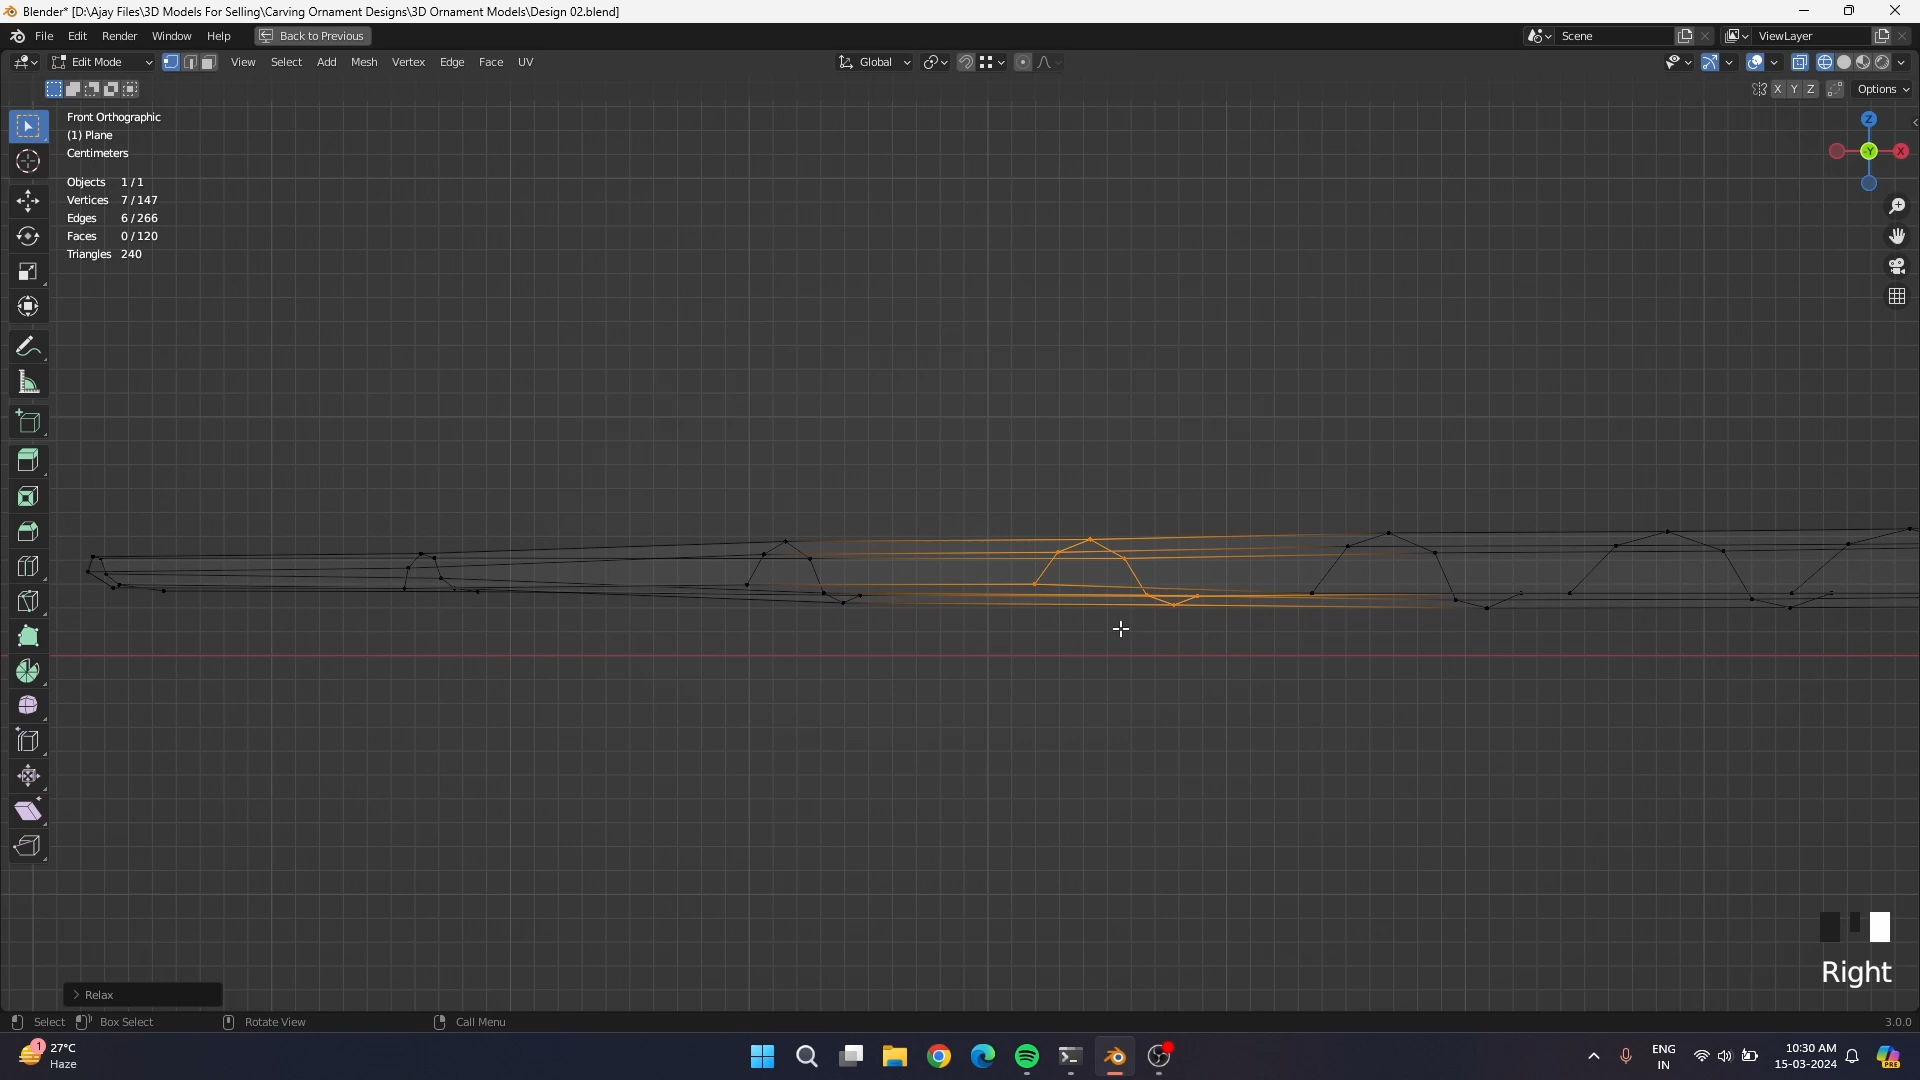 Blender* [D:\Ajay Files\3D Models For Selling\Carving Ornament Designs\3D Ornament Models\Design 02.blend]
File Edit Render Window Help Back to Previous Scene ViewLayer
Edit Mode View Select Add Mesh Vertex Edge Face UV Global
X Y Z Options
Front Orthographic
(1) Plane
Centimeters
Objects 1/1
Vertices 7/147
Edges 6/266
Faces 0/120
Triangles 240
Z
-Y
X
Right
> Relax
Select Box Select Rotate View Call Menu 3.0.0
1
27°C
Haze
ENG
IN
10:30 AM
15-03-2024
PRE